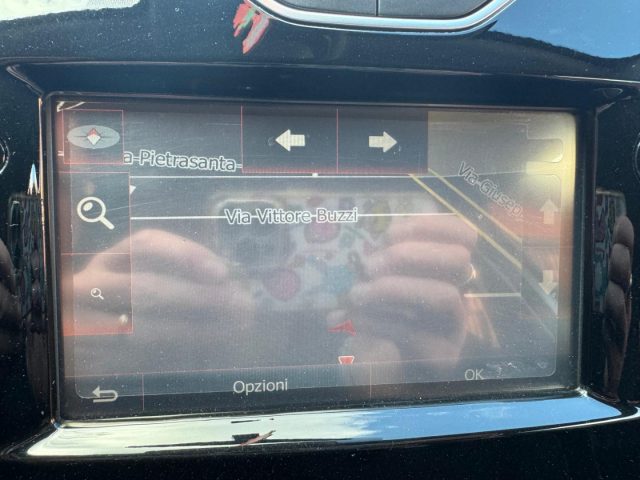 a-Pietrasanta-
Via Vittore Buzzi
Opzioni
OK